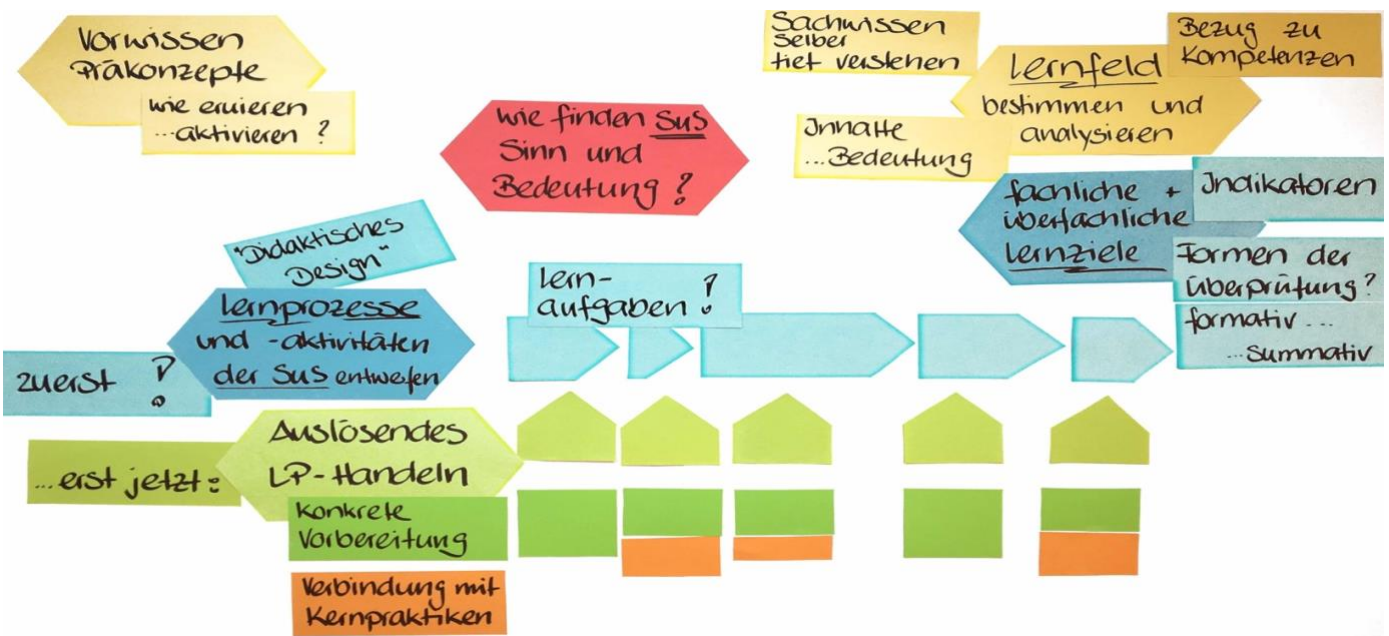 Vorwissen
Präkonzepte
wie eruieren
...aktivieren ?
Wie finden SuS
Sinn und
Bedeutung ?
Sachwissen
selber
tief verstehen
Lernfeld
bestimmen und
analysieren
Bezug zu
Kompetenzen
Inhalte
...Bedeutung
fachliche +
überfachliche
Lernziele
Indikatoren
Formen der
Überprüfung?
formativ ...
...summativ
"Didaktisches
Design"
Lernprozesse
und -aktivitäten
der SuS entwerfen
zuerst !
Lern-
aufgaben ?
...erst jetzt:
Auslösendes
LP-Handeln
Konkrete
Vorbereitung
Verbindung mit
Kernpraktiken